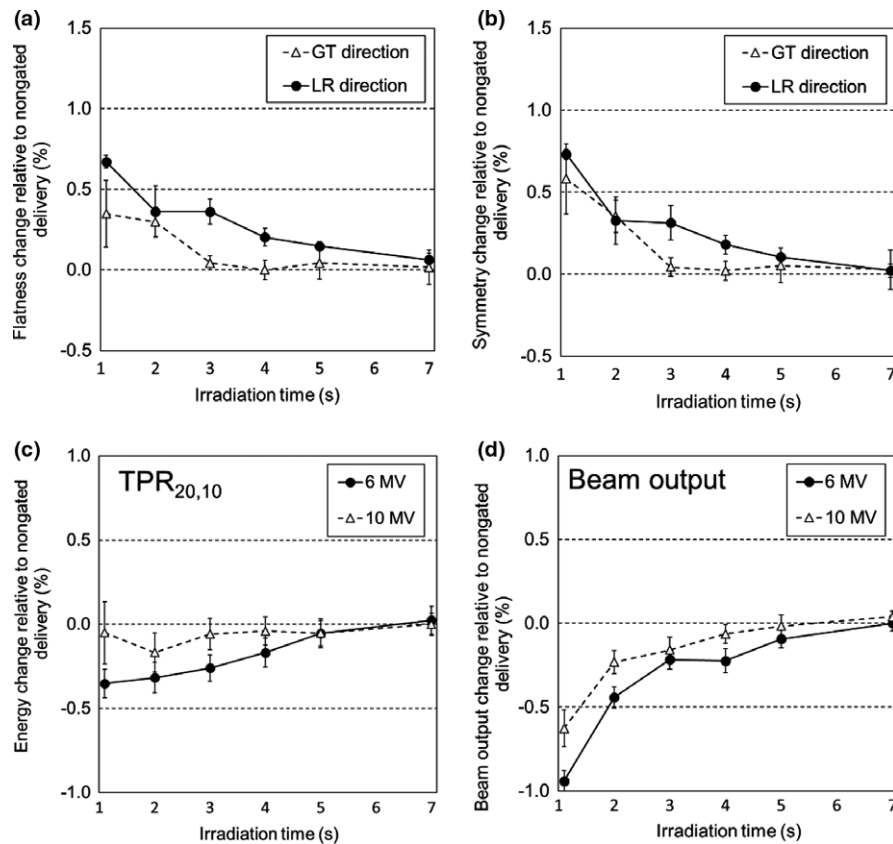 (a)
GT direction
LR direction
Flatness change relative to nongated
delivery (%)
1.0
0.5
0.0
-0.5
1 2 3 4 5 6 7
Irradiation time (s)
(b)
GT direction
LR direction
Symmetry change relative to nongated
delivery (%)
1.0
0.5
0.0
-0.5
1 2 3 4 5 6 7
Irradiation time (s)
(c)
TPR20,10
6 MV
10 MV
Energy change relative to nongated
delivery (%)
1.0
0.5
0.0
-0.5
-1.0
1 2 3 4 5 6 7
Irradiation time (s)
(d)
Beam output
6 MV
10 MV
Beam output change relative to nongated
delivery (%)
1.0
0.5
0.0
-0.5
-1.0
1 2 3 4 5 6 7
Irradiation time (s)